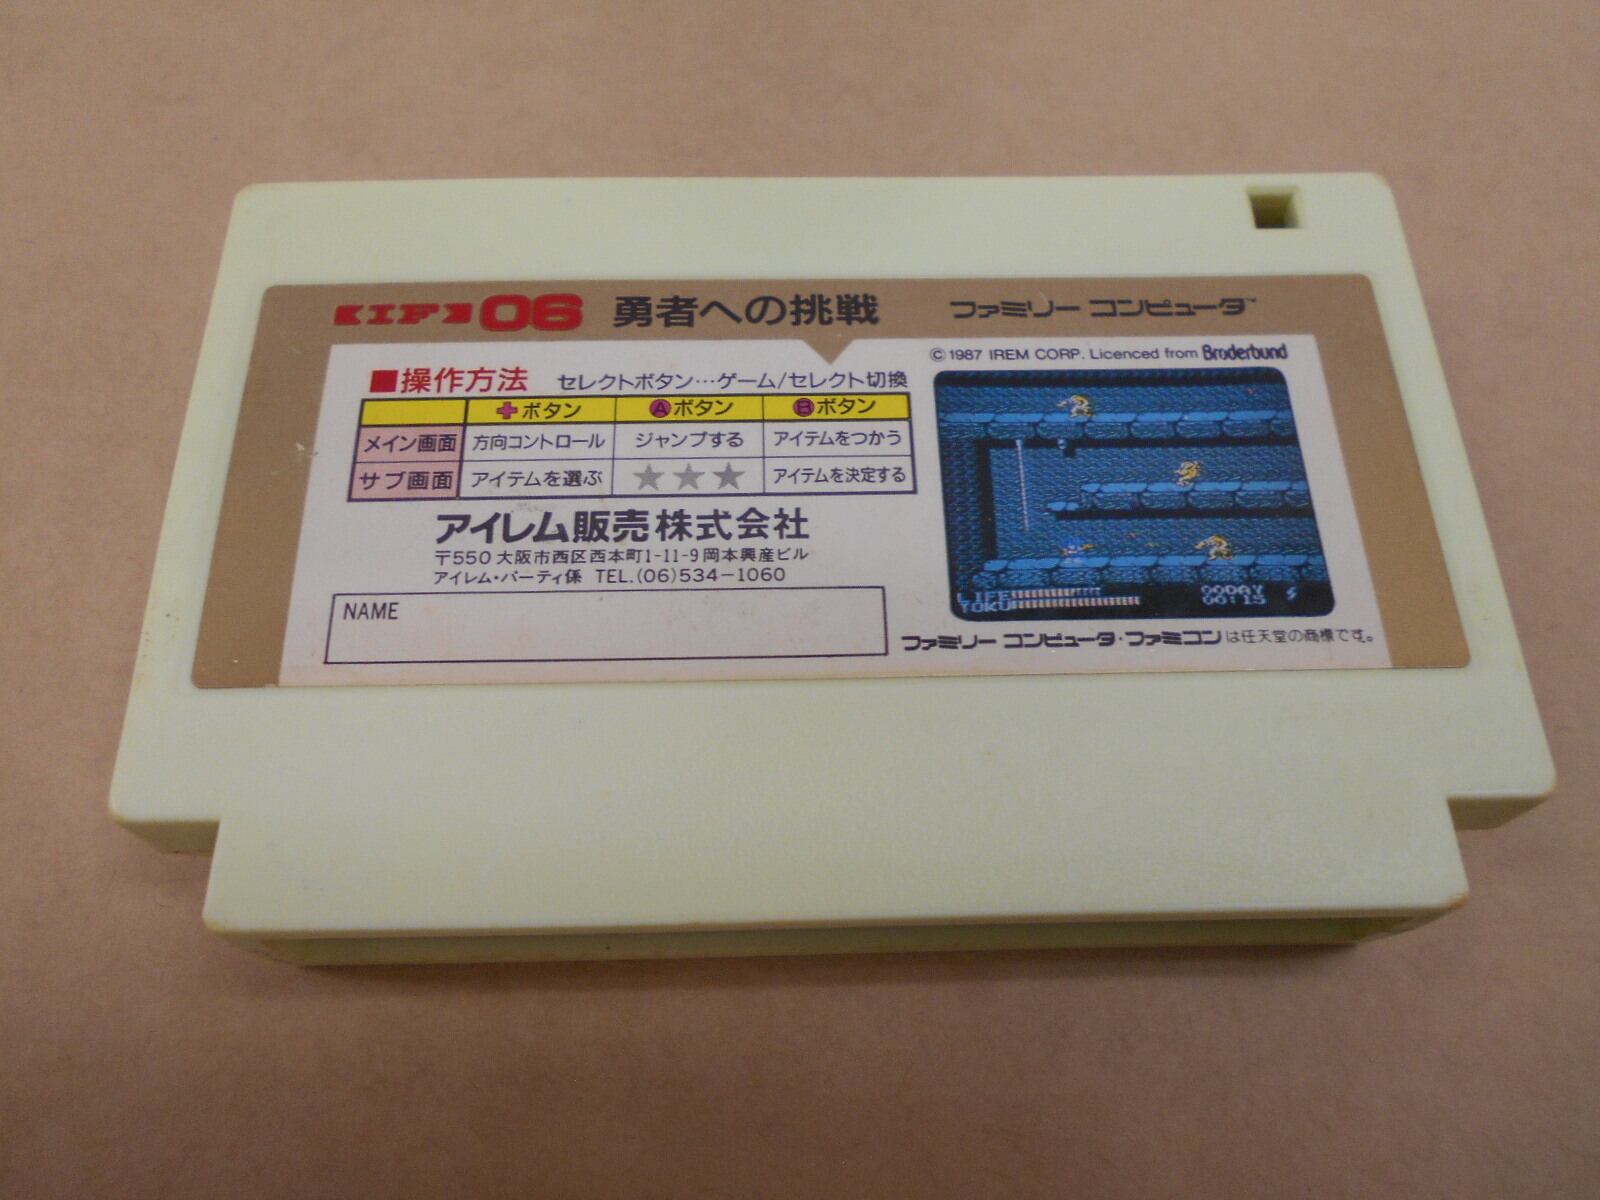 IF 06 勇者への挑戦 ファミリー コンピュータ™
© 1987 IREM CORP. Licenced from Brøderbund
■操作方法 セレクトボタン…ゲーム/セレクト切換
✚ボタン Ⓐボタン Ⓑボタン
メイン画面 方向コントロール ジャンプする アイテムをつかう
サブ画面 アイテムを選ぶ ★★★ アイテムを決定する
アイレム販売株式会社
〒550 大阪市西区西本町1-11-9 岡本興産ビル
アイレム・パーティ係 TEL.(06)534-1060
NAME
LIFE 00DAY
TOKU 00:15
ファミリー コンピュータ・ファミコンは任天堂の商標です。